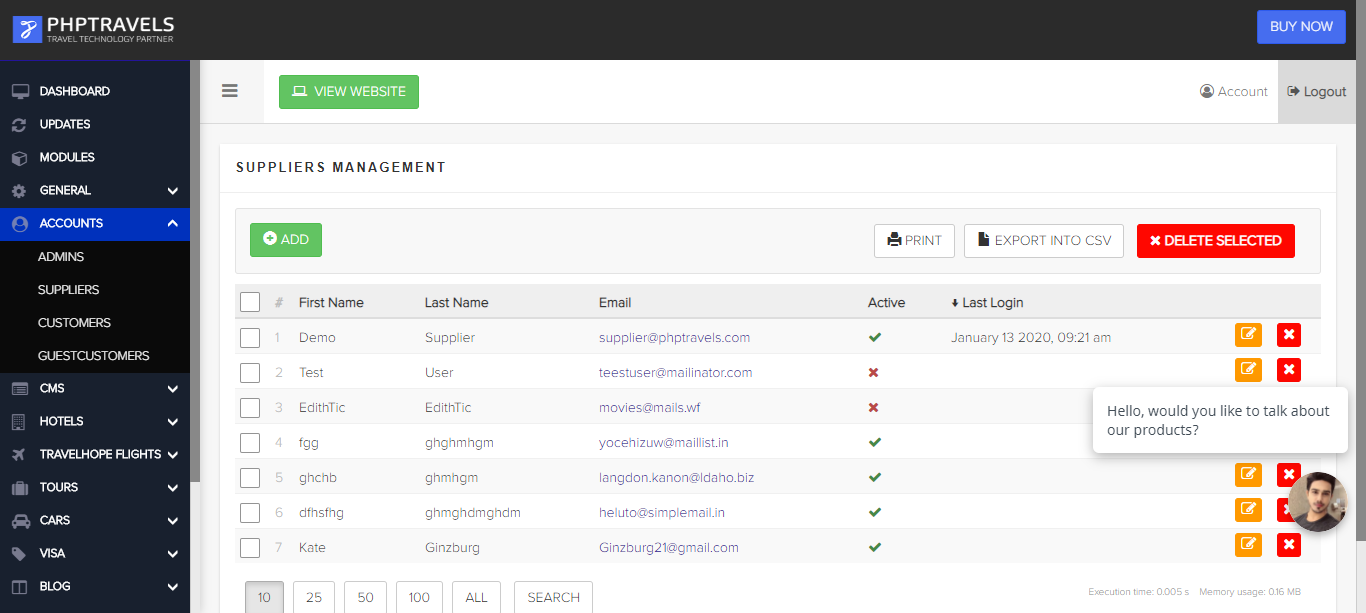 PHPTRAVELS
TRAVEL TECHNOLOGY PARTNER
BUY NOW
VIEW WEBSITE
Account
Logout
DASHBOARD
UPDATES
MODULES
GENERAL
ACCOUNTS
ADMINS
SUPPLIERS
CUSTOMERS
GUESTCUSTOMERS
CMS
HOTELS
TRAVELHOPE FLIGHTS
TOURS
CARS
VISA
BLOG
SUPPLIERS MANAGEMENT
ADD
PRINT
EXPORT INTO CSV
DELETE SELECTED
# First Name Last Name Email Active Last Login
1 Demo Supplier supplier@phptravels.com January 13 2020, 09:21 am
2 Test User teestuser@mailinator.com
3 EdithTic EdithTic movies@mails.wf
4 fgg ghghmhgm yocehizuw@maillist.in
5 ghchb ghmhgm langdon.kanon@ldaho.biz
6 dfhsfhg ghmghdmghdm heluto@simplemail.in
7 Kate Ginzburg Ginzburg21@gmail.com
Hello, would you like to talk about
our products?
10 25 50 100 ALL SEARCH
Execution time: 0.005 s Memory usage: 0.16 MB